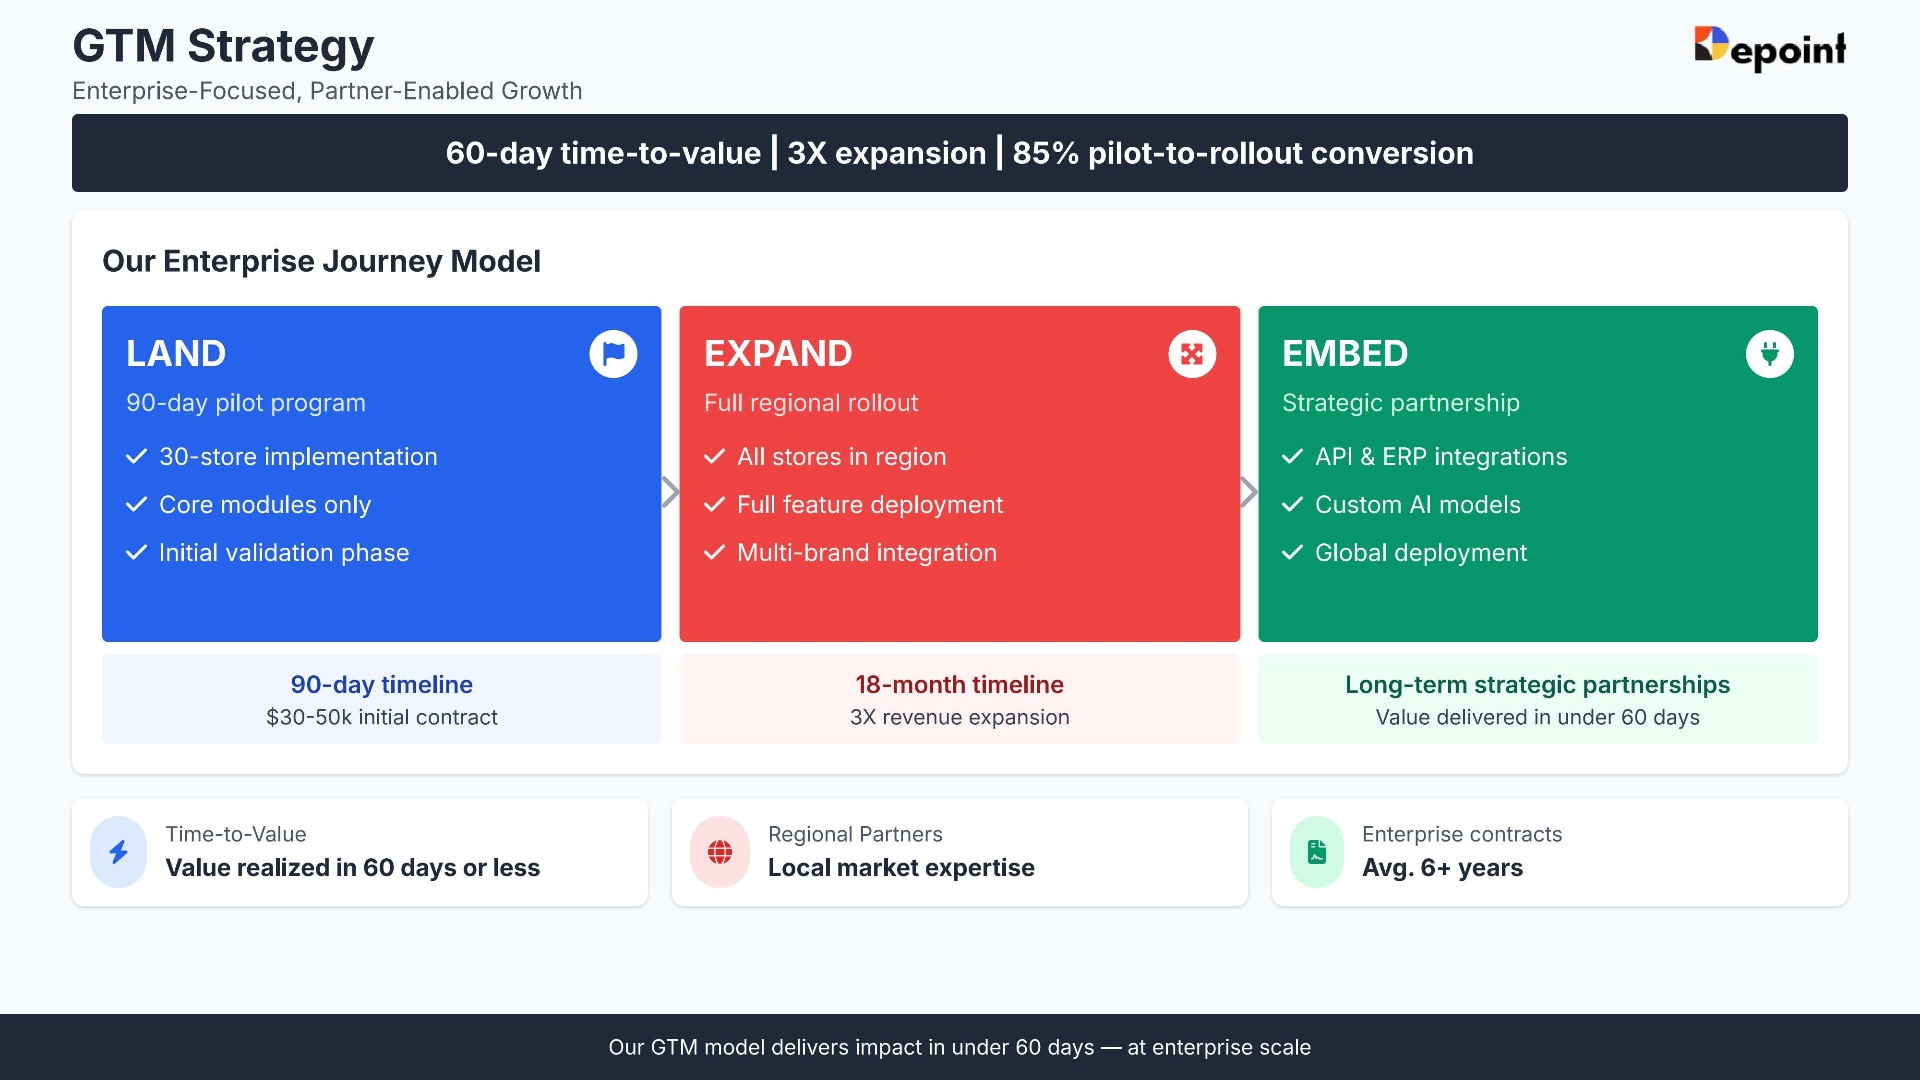 GTM Strategy
Depoint
Enterprise-Focused, Partner-Enabled Growth
60-day time-to-value | 3X expansion | 85% pilot-to-rollout conversion
Our Enterprise Journey Model
LAND
90-day pilot program
30-store implementation
Core modules only
Initial validation phase
90-day timeline
$30-50k initial contract
EXPAND
Full regional rollout
All stores in region
Full feature deployment
Multi-brand integration
18-month timeline
3X revenue expansion
EMBED
Strategic partnership
API & ERP integrations
Custom AI models
Global deployment
Long-term strategic partnerships
Value delivered in under 60 days
Time-to-Value
Value realized in 60 days or less
Regional Partners
Local market expertise
Enterprise contracts
Avg. 6+ years
Our GTM model delivers impact in under 60 days — at enterprise scale